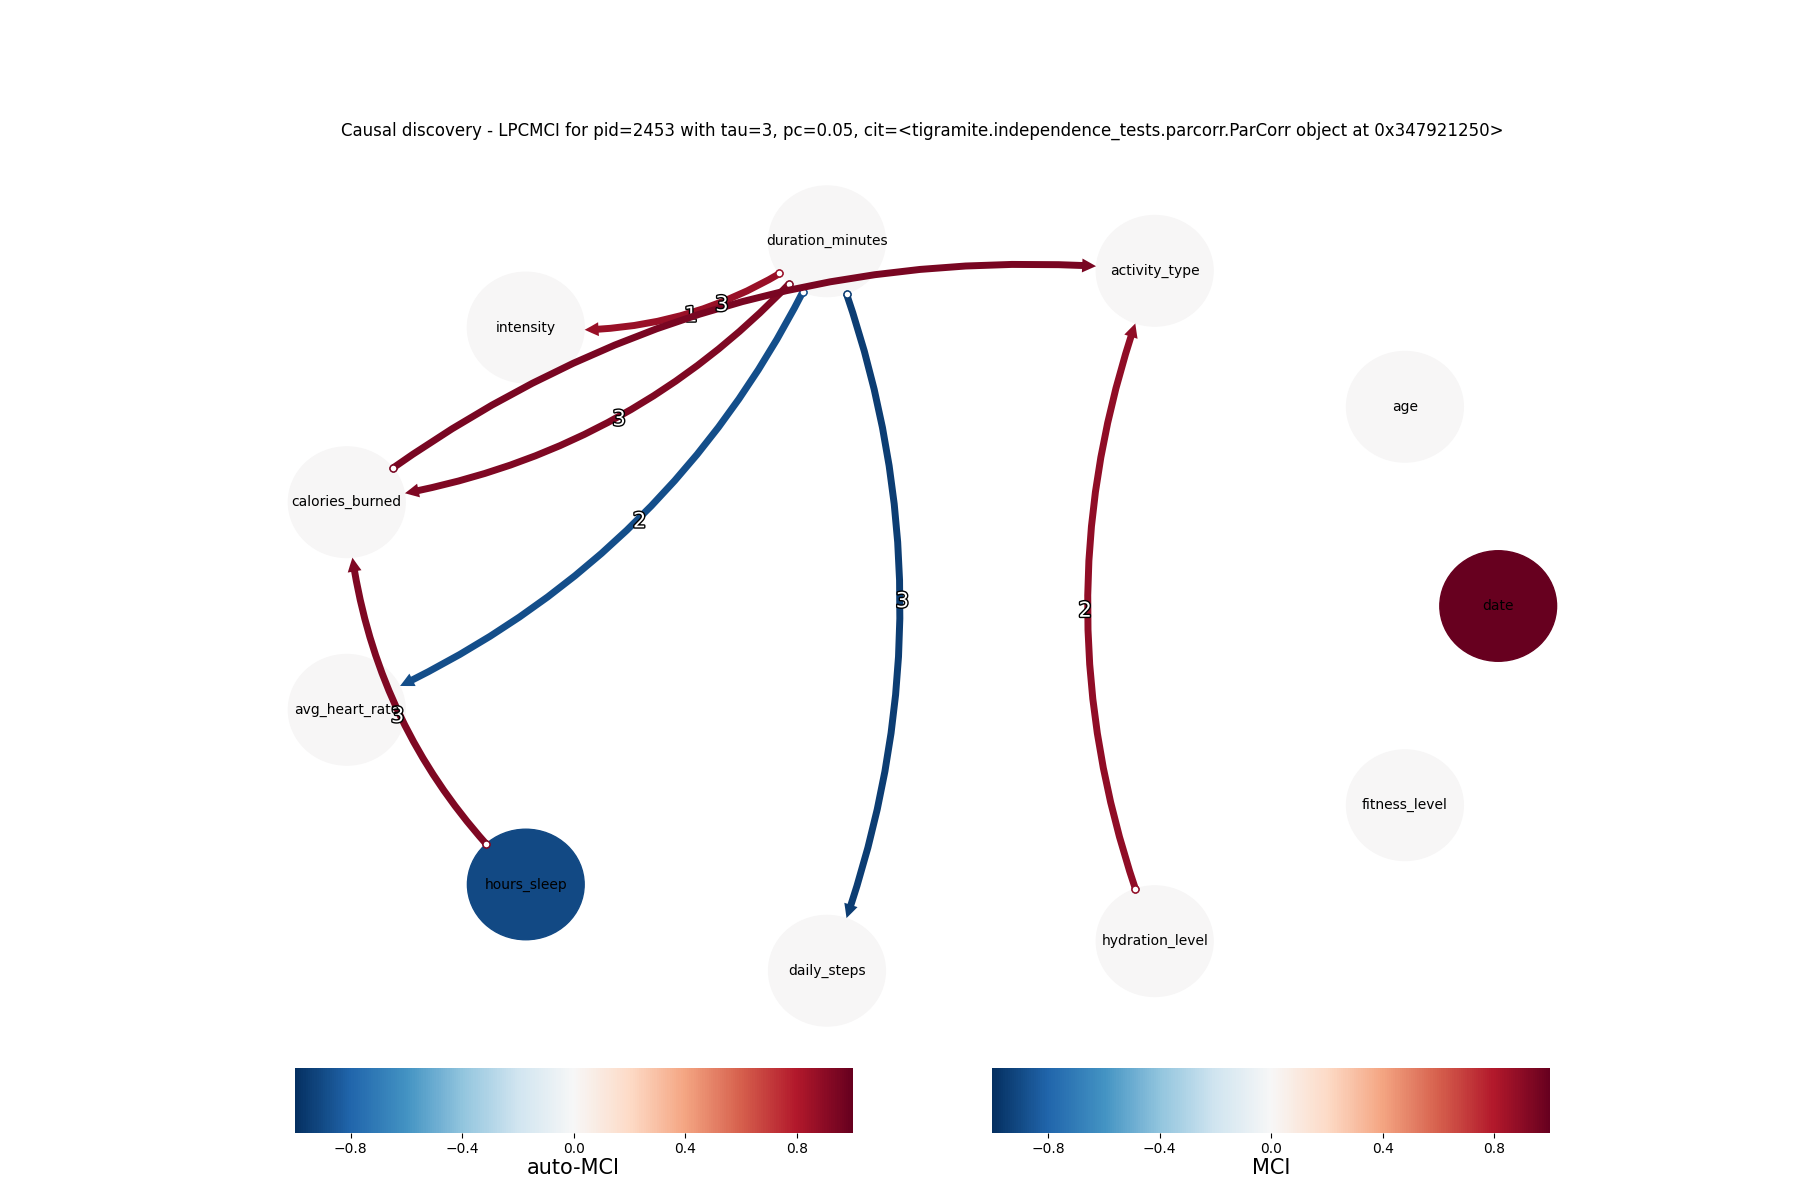 Causal discovery - LPCMCI for pid=2453 with tau=3, pc=0.05, cit=<tigramite.independence_tests.parcorr.ParCorr object at 0x347921250>
duration_minutes
activity_type
intensity
3
1
age
3
calories_burned
2
date
3
2
avg_heart_rate
3
fitness_level
hours_sleep
hydration_level
daily_steps
−0.8 −0.4 0.0 0.4 0.8
auto-MCI
−0.8 −0.4 0.0 0.4 0.8
MCI